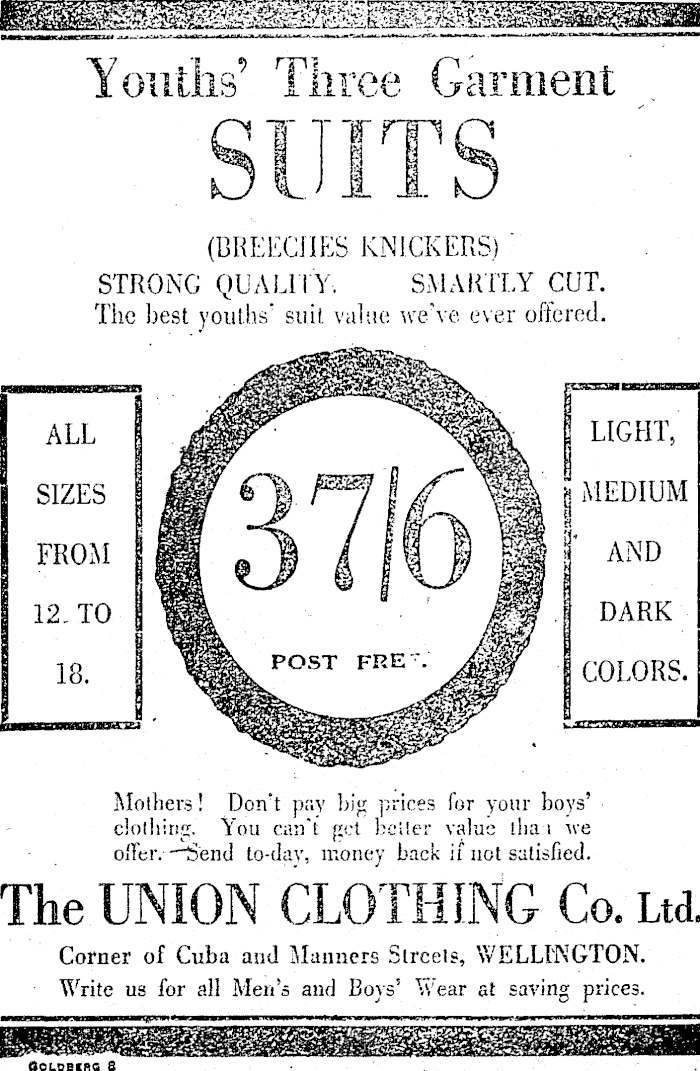 Youths' Three Garment
SUITS
(BREECHES KNICKERS)
STRONG QUALITY. SMARTLY CUT.
The best youths' suit value we've ever offered.
ALL
SIZES
FROM
12 TO
18.
37/6
POST FREE.
LIGHT,
MEDIUM
AND
DARK
COLORS.
Mothers! Don't pay big prices for your boys'
clothing. You can't get better value than we
offer.—Send to-day, money back if not satisfied.
The UNION CLOTHING Co. Ltd.
Corner of Cuba and Manners Streets, WELLINGTON.
Write us for all Men's and Boys' Wear at saving prices.
GOLDBERG 8